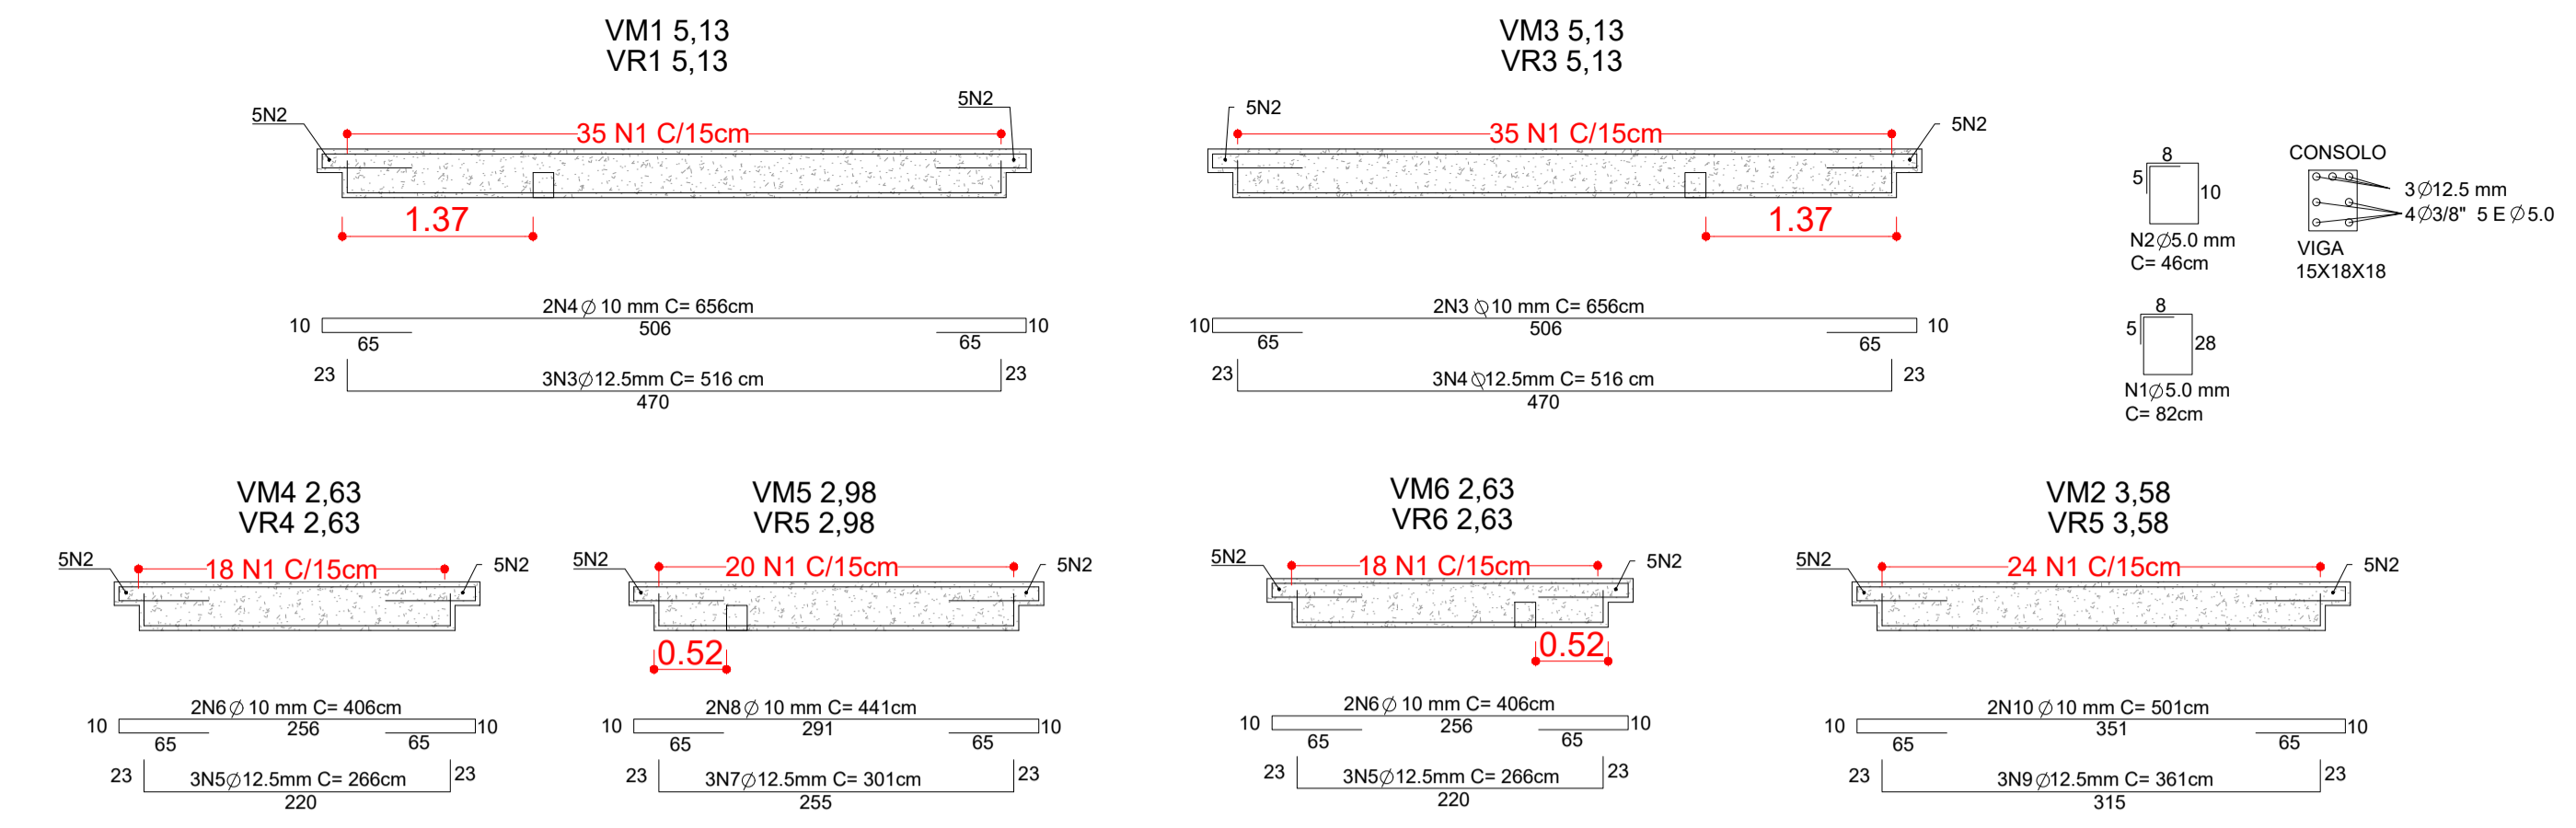 VM1 5,13
VR1 5,13
5N2
5N2
35 N1 C/15cm
1.37
2N4∅ 10 mm C= 656cm
10
506
10
65
65
23
3N3∅12.5mm C= 516 cm
23
470
VM3 5,13
VR3 5,13
5N2
5N2
35 N1 C/15cm
1.37
2N3 ∅ 10 mm C= 656cm
10
506
10
65
65
23
3N4∅12.5mm C= 516 cm
23
470
8
5
10
N2∅5.0 mm
C= 46cm
CONSOLO
3∅12.5 mm
4∅3/8" 5 E ∅5.0
VIGA
15X18X18
8
5
28
N1∅5.0 mm
C= 82cm
VM4 2,63
VR4 2,63
5N2
5N2
18 N1 C/15cm
2N6∅ 10 mm C= 406cm
10
256
10
65
65
23
3N5∅12.5mm C= 266cm
23
220
VM5 2,98
VR5 2,98
5N2
5N2
20 N1 C/15cm
0.52
2N8∅ 10 mm C= 441cm
10
291
10
65
65
23
3N7∅12.5mm C= 301cm
23
255
VM6 2,63
VR6 2,63
5N2
5N2
18 N1 C/15cm
0.52
2N6∅ 10 mm C= 406cm
10
256
10
65
65
23
3N5∅12.5mm C= 266cm
23
220
VM2 3,58
VR5 3,58
5N2
5N2
24 N1 C/15cm
2N10 ∅ 10 mm C= 501cm
10
351
10
65
65
23
3N9∅12.5mm C= 361cm
23
315